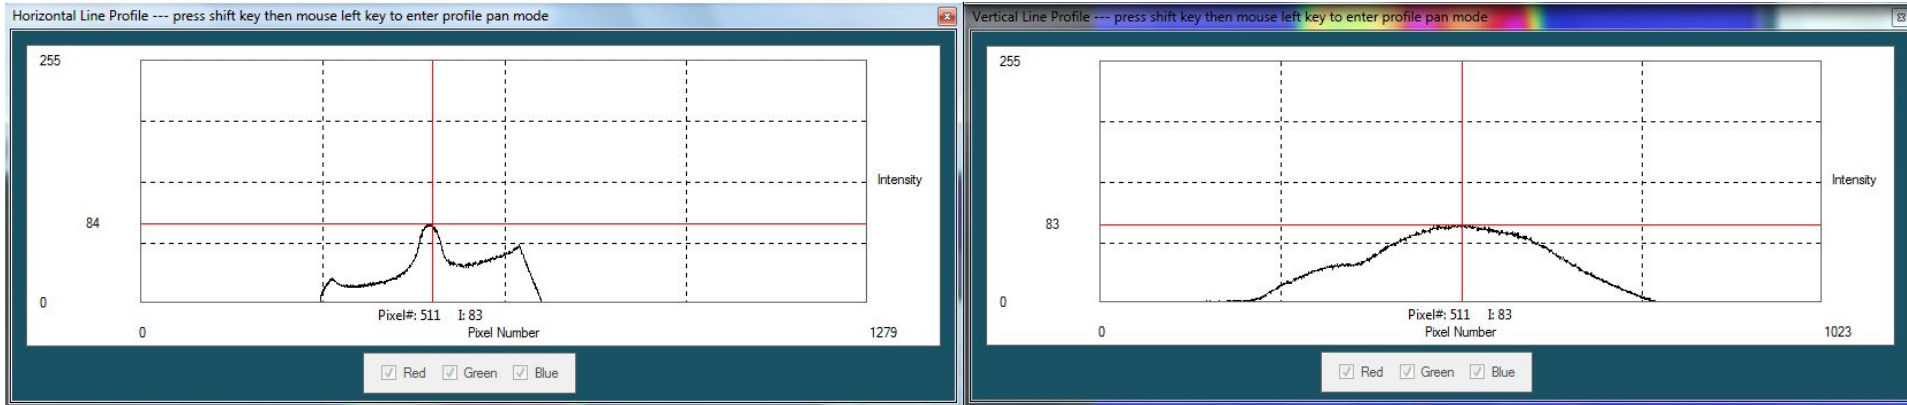 Horizontal Line Profile --- press shift key then mouse left key to enter profile pan mode
255
84
0
Intensity
Pixel#: 511 I: 83
0 Pixel Number 1279
Red Green Blue
Vertical Line Profile --- press shift key then mouse left key to enter profile pan mode
255
83
0
Intensity
Pixel#: 511 I: 83
0 Pixel Number 1023
Red Green Blue